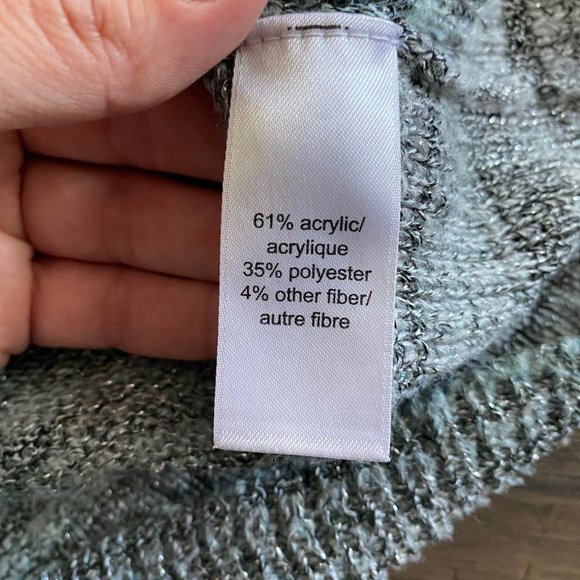 61% acrylic/
acrylique
35% polyester
4% other fiber/
autre fibre